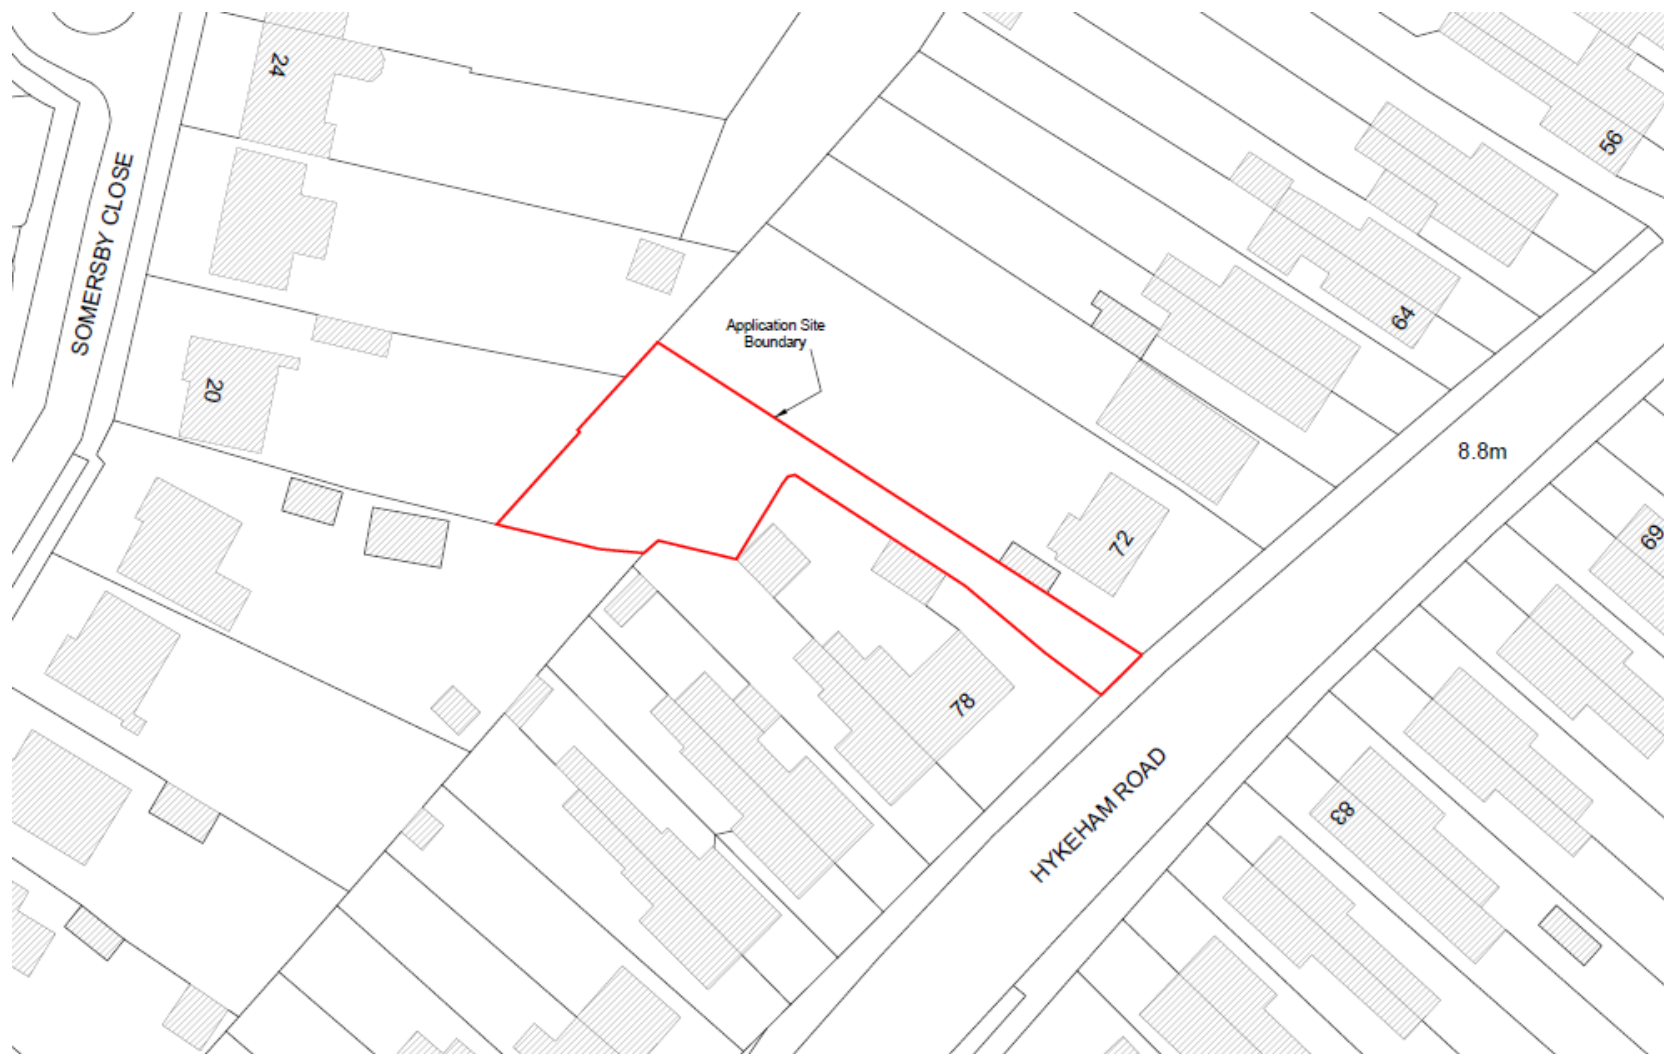 24
56
SOMERSBY CLOSE
64
Application Site
Boundary
20
8.8m
72
69
78
HYKEHAM ROAD
83